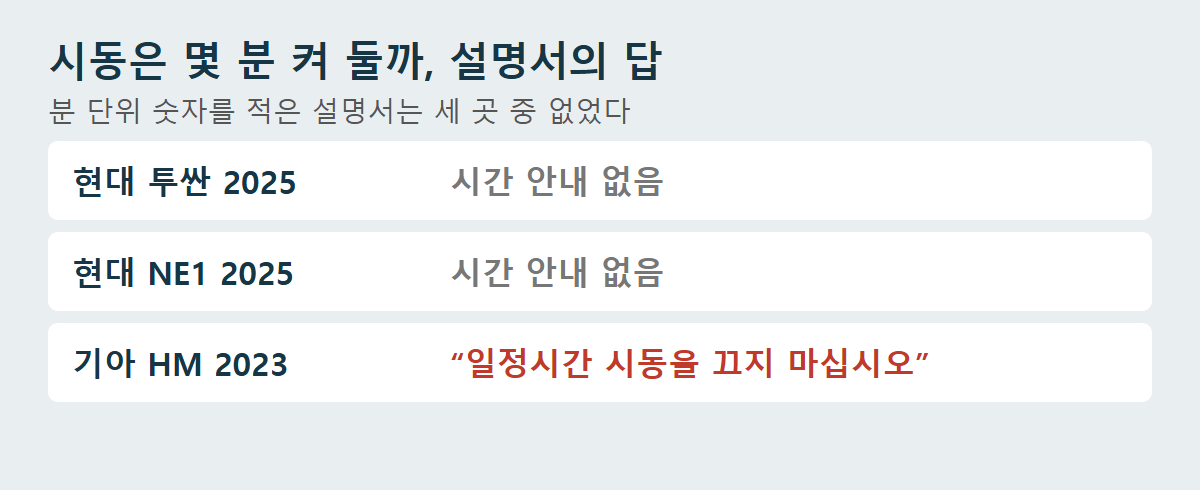 시동은 몇 분 켜 둘까, 설명서의 답
분 단위 숫자를 적은 설명서는 세 곳 중 없었다
현대 투싼 2025 시간 안내 없음
현대 NE1 2025 시간 안내 없음
기아 HM 2023 “일정시간 시동을 끄지 마십시오”